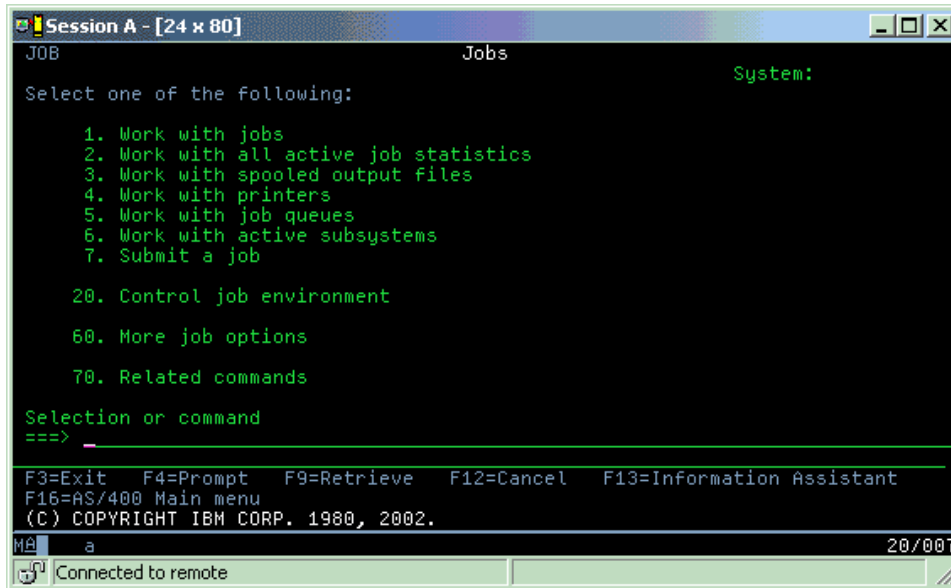 Session A - [24 x 80]
JOB Jobs
System:
Select one of the following:
1. Work with jobs
2. Work with all active job statistics
3. Work with spooled output files
4. Work with printers
5. Work with job queues
6. Work with active subsystems
7. Submit a job
20. Control job environment
60. More job options
70. Related commands
Selection or command
===>
F3=Exit F4=Prompt F9=Retrieve F12=Cancel F13=Information Assistant
F16=AS/400 Main menu
(C) COPYRIGHT IBM CORP. 1980, 2002.
MA a 20/007
Connected to remote